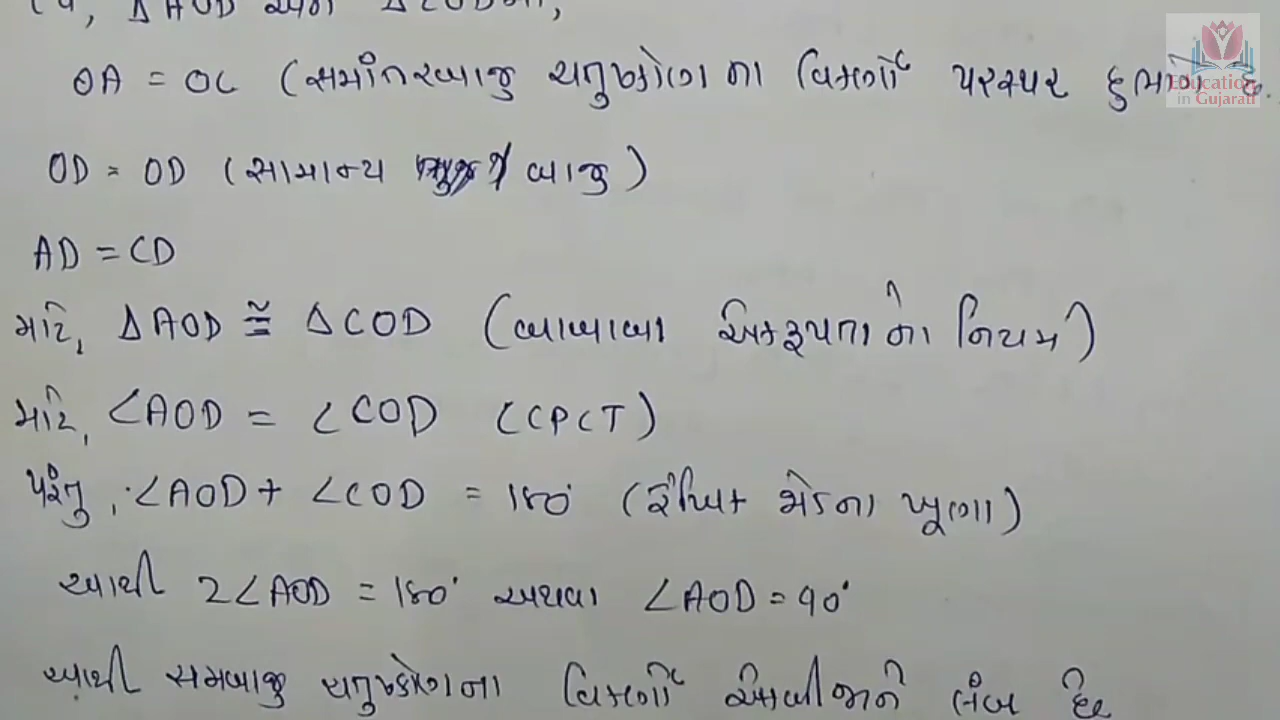 હવે, ΔAOD અને ΔCODમાં,
OA = OC (સમાંતરબાજુ ચતુષ્કોણ ના વિકર્ણો પરસ્પર દુભાગે છે.
OD = OD (સામાન્ય બાજુ)
AD = CD
માટે, ΔAOD ≅ ΔCOD (બાબાબા એકરૂપતાનો નિયમ)
માટે, ∠AOD = ∠COD (CPCT)
પરંતુ, ∠AOD + ∠COD = 180° (રૈખિક જોડના ખૂણા)
આથી 2∠AOD = 180° અથવા ∠AOD = 90°
આથી સમબાજુ ચતુષ્કોણના વિકર્ણો એકબીજાને લંબ છે
Education
in Gujarati